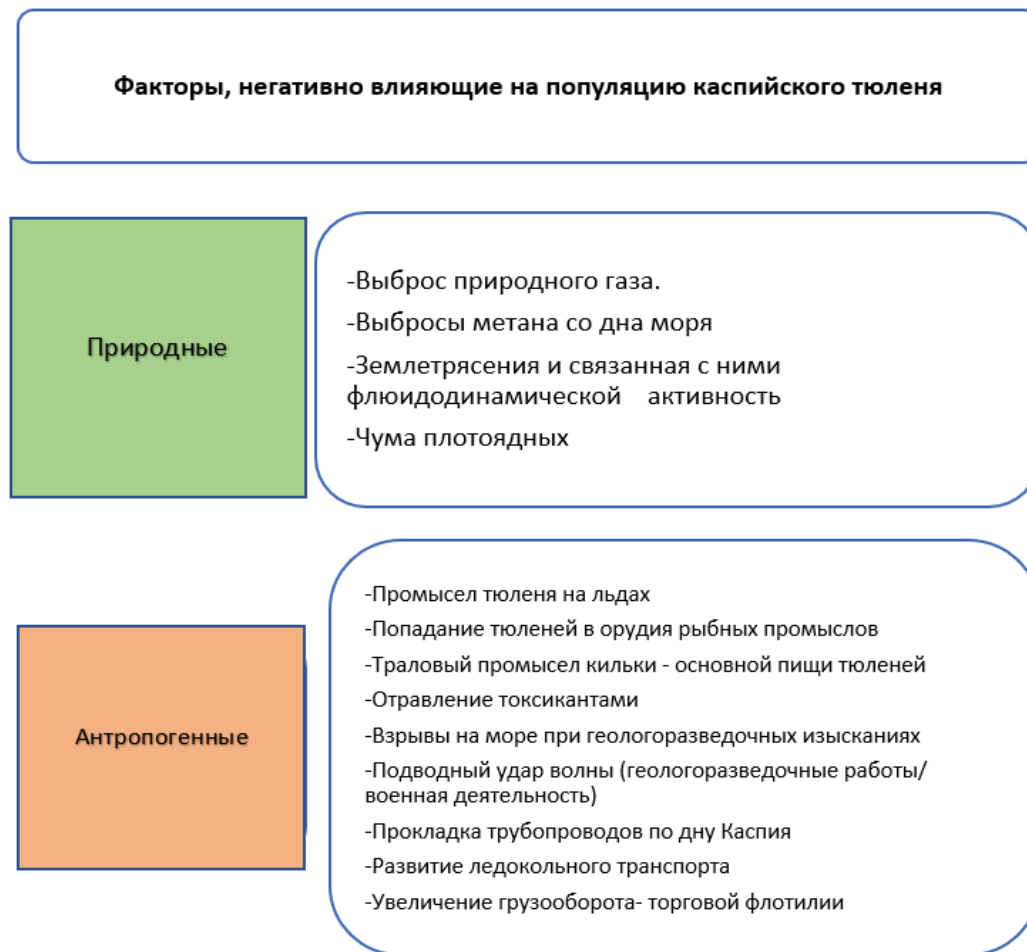 Факторы, негативно влияющие на популяцию каспийского тюленя
Природные
-Выброс природного газа.
-Выбросы метана со дна моря
-Землетрясения и связанная с ними
флюидодинамической активность
-Чума плотоядных
Антропогенные
-Промысел тюленя на льдах
-Попадание тюленей в орудия рыбных промыслов
-Траловый промысел кильки - основной пищи тюленей
-Отравление токсикантами
-Взрывы на море при геологоразведочных изысканиях
-Подводный удар волны (геологоразведочные работы/
военная деятельность)
-Прокладка трубопроводов по дну Каспия
-Развитие ледокольного транспорта
-Увеличение грузооборота- торговой флотилии